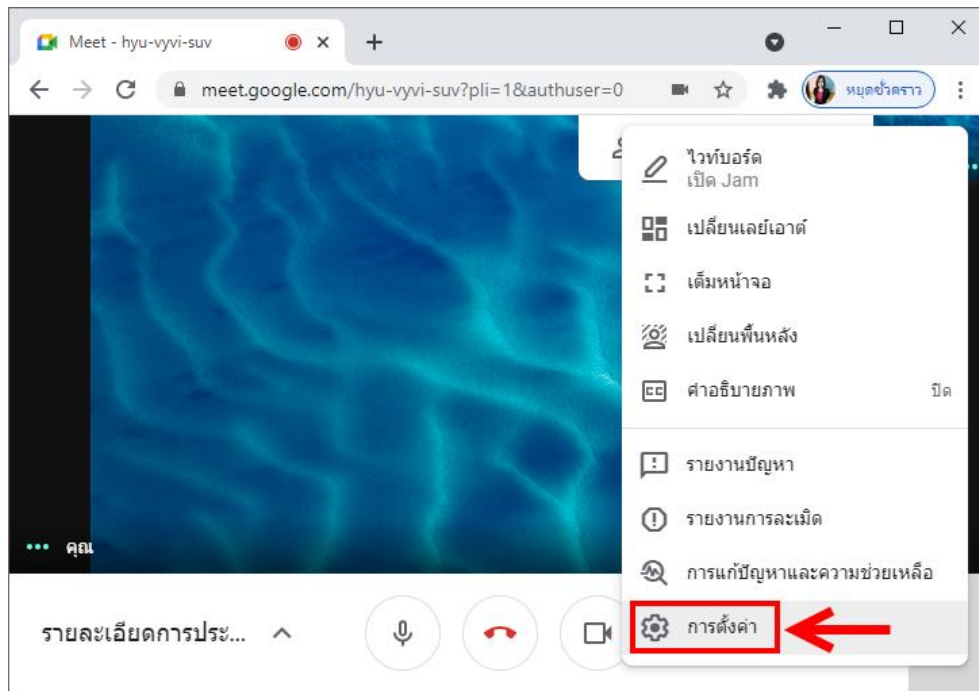 Meet - hyu-vyvi-suv
meet.google.com/hyu-vyvi-suv?pli=1&authuser=0
หยุดชั่วคราว
ไวท์บอร์ด
เปิด Jam
เปลี่ยนเลย์เอาต์
เต็มหน้าจอ
เปลี่ยนพื้นหลัง
CC คำอธิบายภาพ ปิด
รายงานปัญหา
รายงานการละเมิด
การแก้ปัญหาและความช่วยเหลือ
การตั้งค่า
คุณ
รายละเอียดการประ...